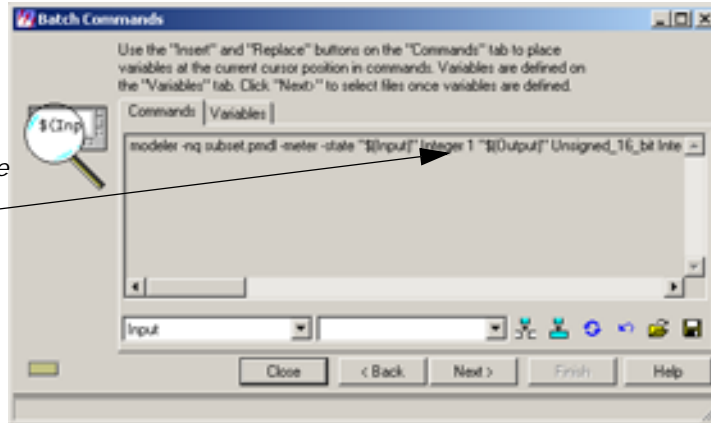 Batch Commands
Use the "Insert" and "Replace" buttons on the "Commands" tab to place
variables at the current cursor position in commands. Variables are defined on
the "Variables" tab. Click "Next>" to select files once variables are defined.
Commands Variables
$(Inp
modeler -nq subset.pmdl -meter -state "$(Input)" Integer 1 "$(Output)" Unsigned_16_bit Inte
e
Input
Close < Back Next > Finish Help